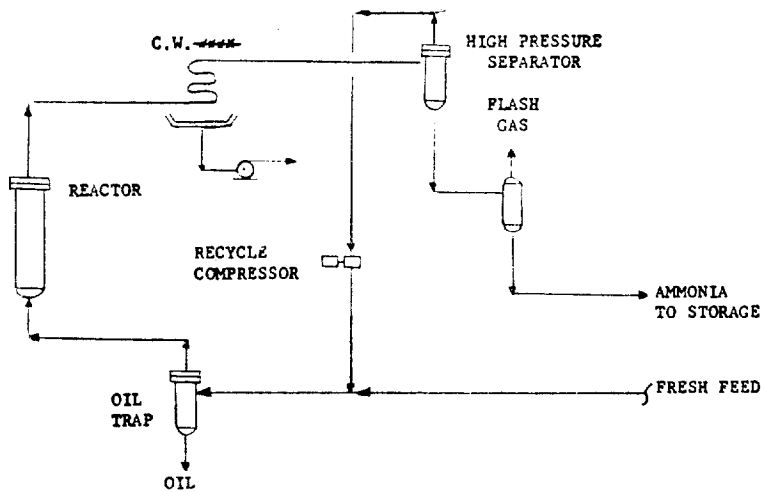 C.W.
HIGH PRESSURE
SEPARATOR
FLASH
GAS
REACTOR
RECYCLE
COMPRESSOR
AMMONIA
TO STORAGE
FRESH FEED
OIL
TRAP
OIL